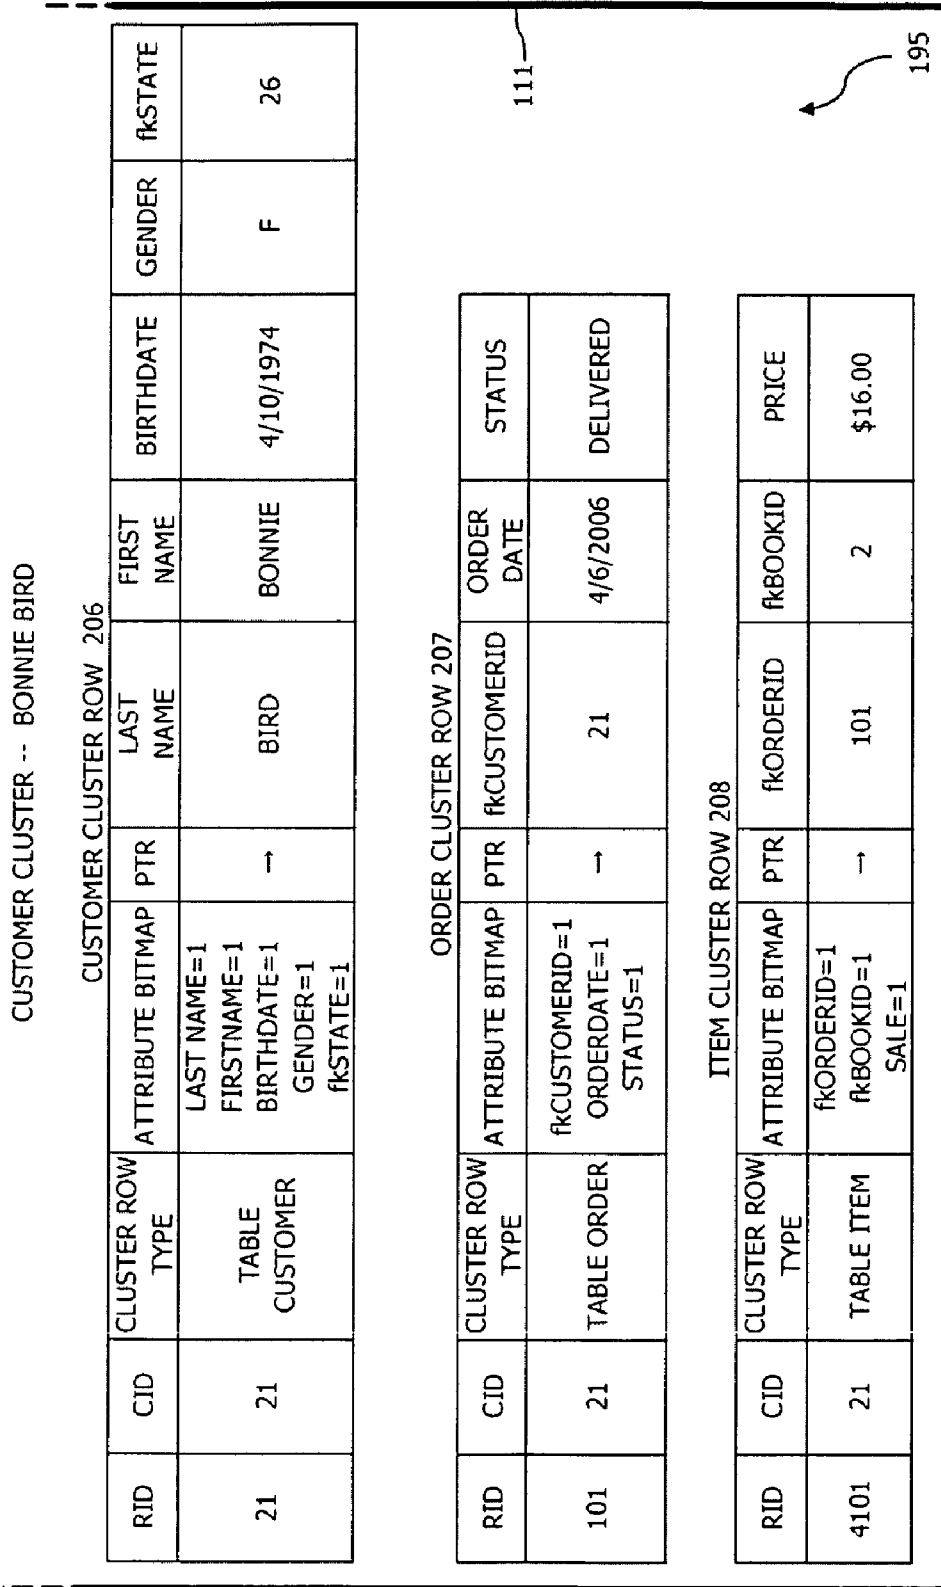 CUSTOMER CLUSTER -- BONNIE BIRD
CUSTOMER CLUSTER ROW 206
RID CID CLUSTER ROW TYPE ATTRIBUTE BITMAP PTR LAST NAME FIRST NAME BIRTHDATE GENDER fkSTATE
21 21 TABLE CUSTOMER LAST NAME=1 FIRSTNAME=1 BIRTHDATE=1 GENDER=1 fkSTATE=1 → BIRD BONNIE 4/10/1974 F 26
ORDER CLUSTER ROW 207
RID CID CLUSTER ROW TYPE ATTRIBUTE BITMAP PTR fkCUSTOMERID ORDER DATE STATUS
101 21 TABLE ORDER fkCUSTOMERID=1 ORDERDATE=1 STATUS=1 → 21 4/6/2006 DELIVERED
111
ITEM CLUSTER ROW 208
RID CID CLUSTER ROW TYPE ATTRIBUTE BITMAP PTR fkORDERID fkBOOKID PRICE
4101 21 TABLE ITEM fkORDERID=1 fkBOOKID=1 SALE=1 → 101 2 $16.00
195